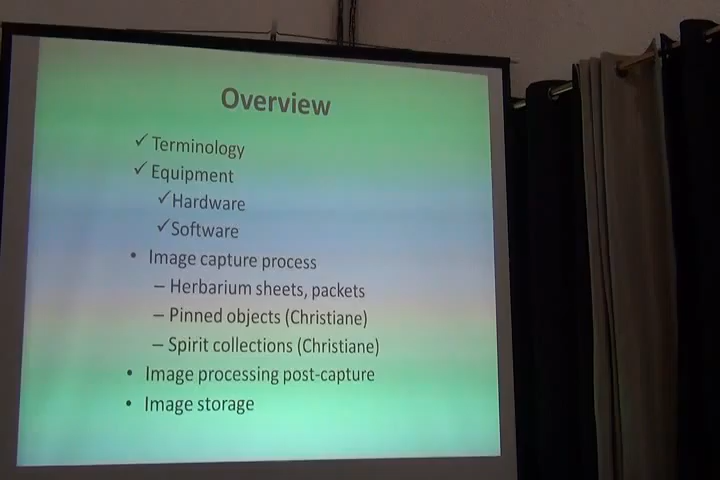 Overview
✓ Terminology
✓ Equipment
✓ Hardware
✓ Software
• Image capture process
– Herbarium sheets, packets
– Pinned objects (Christiane)
– Spirit collections (Christiane)
• Image processing post-capture
• Image storage